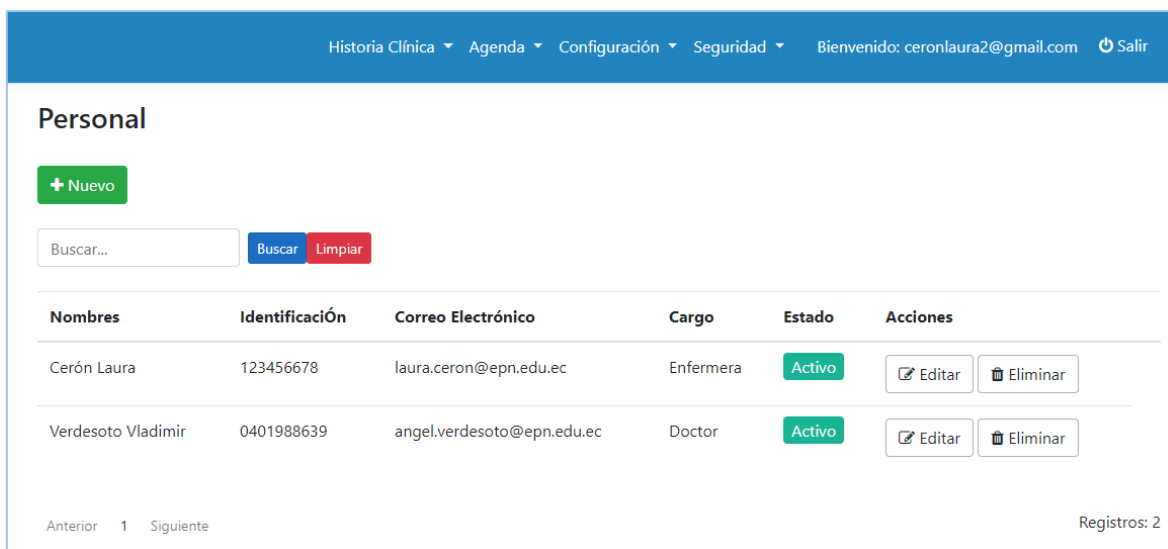 Historia Clínica Agenda Configuración Seguridad Bienvenido: ceronlaura2@gmail.com Salir
Personal
Nuevo
Buscar... Buscar Limpiar
Nombres IdentificaciÓn Correo Electrónico Cargo Estado Acciones
Cerón Laura 123456678 laura.ceron@epn.edu.ec Enfermera Activo Editar Eliminar
Verdesoto Vladimir 0401988639 angel.verdesoto@epn.edu.ec Doctor Activo Editar Eliminar
Anterior 1 Siguiente Registros: 2